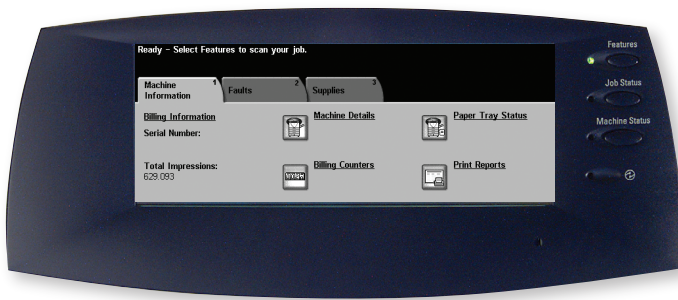 Ready - Select Features to scan your job.
Machine Information 1
Faults 2
Supplies 3
Billing Information
Serial Number:
Machine Details
Paper Tray Status
Total Impressions:
629.093
Billing Counters
Print Reports
Features
Job Status
Machine Status